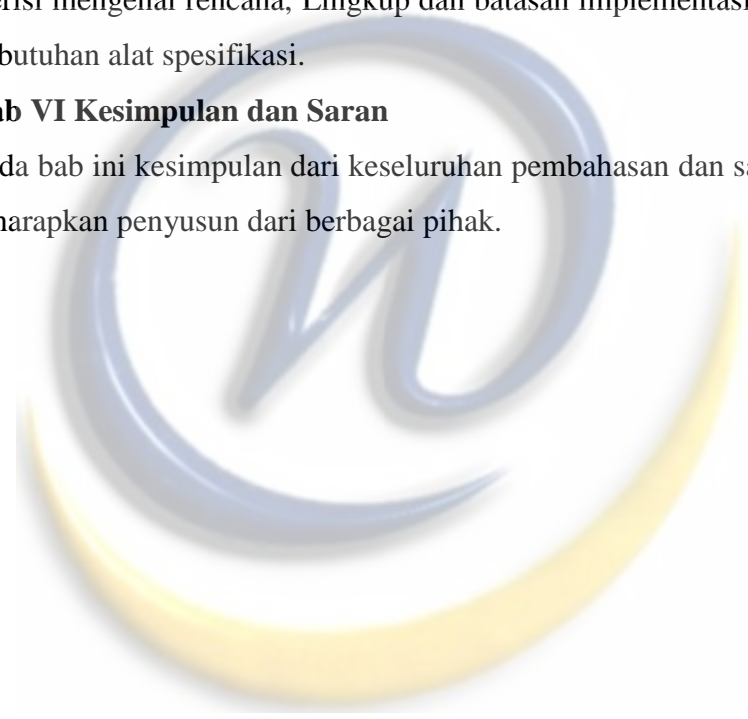 erisi mengenai rencana, Lingkup dan batasan implementasi
butuhan alat spesifikasi.
ab VI Kesimpulan dan Saran
da bab ini kesimpulan dari keseluruhan pembahasan dan sa
harapkan penyusun dari berbagai pihak.